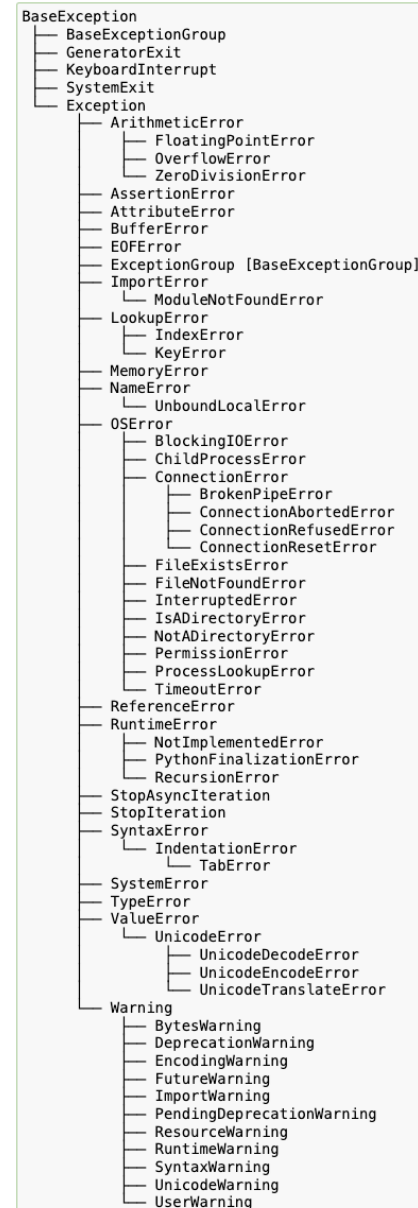 BaseException
├── BaseExceptionGroup
├── GeneratorExit
├── KeyboardInterrupt
├── SystemExit
└── Exception
     ├── ArithmeticError
     │    ├── FloatingPointError
     │    ├── OverflowError
     │    └── ZeroDivisionError
     ├── AssertionError
     ├── AttributeError
     ├── BufferError
     ├── EOFError
     ├── ExceptionGroup [BaseExceptionGroup]
     ├── ImportError
     │    └── ModuleNotFoundError
     ├── LookupError
     │    ├── IndexError
     │    └── KeyError
     ├── MemoryError
     ├── NameError
     │    └── UnboundLocalError
     ├── OSError
     │    ├── BlockingIOError
     │    ├── ChildProcessError
     │    ├── ConnectionError
     │    │    ├── BrokenPipeError
     │    │    ├── ConnectionAbortedError
     │    │    ├── ConnectionRefusedError
     │    │    └── ConnectionResetError
     │    ├── FileExistsError
     │    ├── FileNotFoundError
     │    ├── InterruptedError
     │    ├── IsADirectoryError
     │    ├── NotADirectoryError
     │    ├── PermissionError
     │    ├── ProcessLookupError
     │    └── TimeoutError
     ├── ReferenceError
     ├── RuntimeError
     │    ├── NotImplementedError
     │    ├── PythonFinalizationError
     │    └── RecursionError
     ├── StopAsyncIteration
     ├── StopIteration
     ├── SyntaxError
     │    └── IndentationError
     │         └── TabError
     ├── SystemError
     ├── TypeError
     ├── ValueError
     │    └── UnicodeError
     │         ├── UnicodeDecodeError
     │         ├── UnicodeEncodeError
     │         └── UnicodeTranslateError
     └── Warning
          ├── BytesWarning
          ├── DeprecationWarning
          ├── EncodingWarning
          ├── FutureWarning
          ├── ImportWarning
          ├── PendingDeprecationWarning
          ├── ResourceWarning
          ├── RuntimeWarning
          ├── SyntaxWarning
          ├── UnicodeWarning
          └── UserWarning